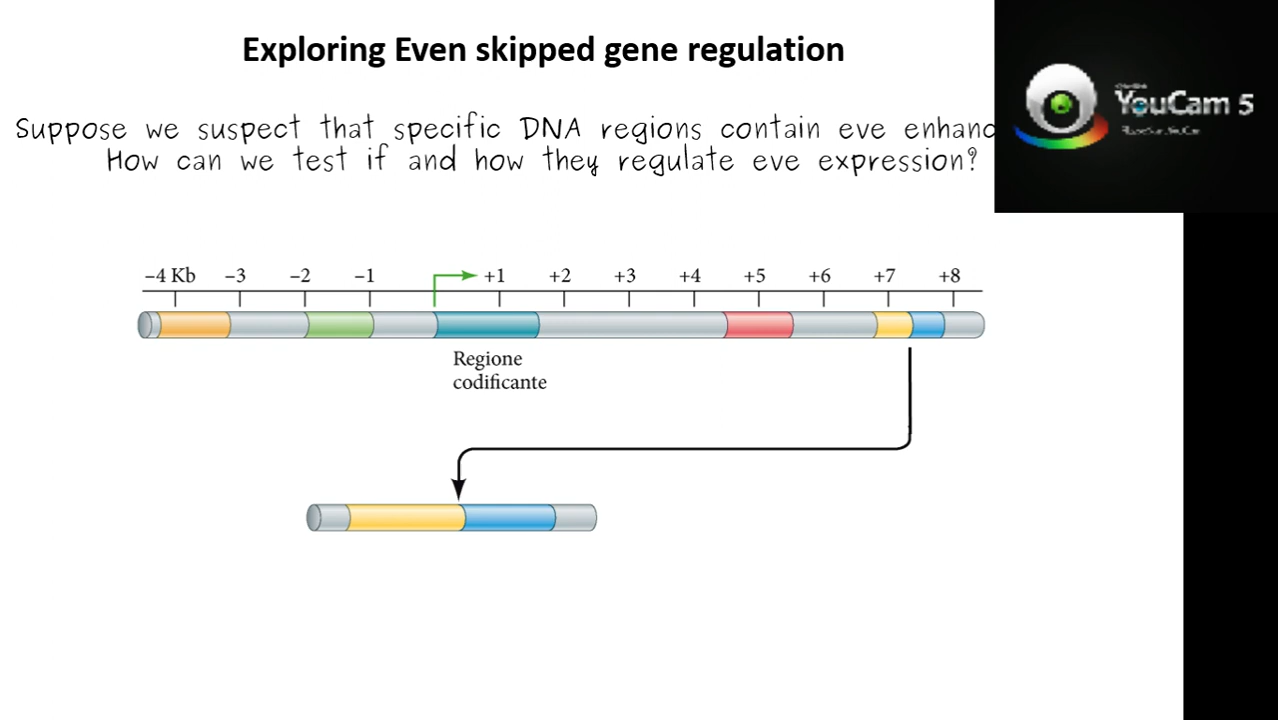 Exploring Even skipped gene regulation
YouCam 5
Suppose we suspect that specific DNA regions contain eve enhanc
How can we test if and how they regulate eve expression?
-4 Kb -3 -2 -1 +1 +2 +3 +4 +5 +6 +7 +8
Regione
codificante